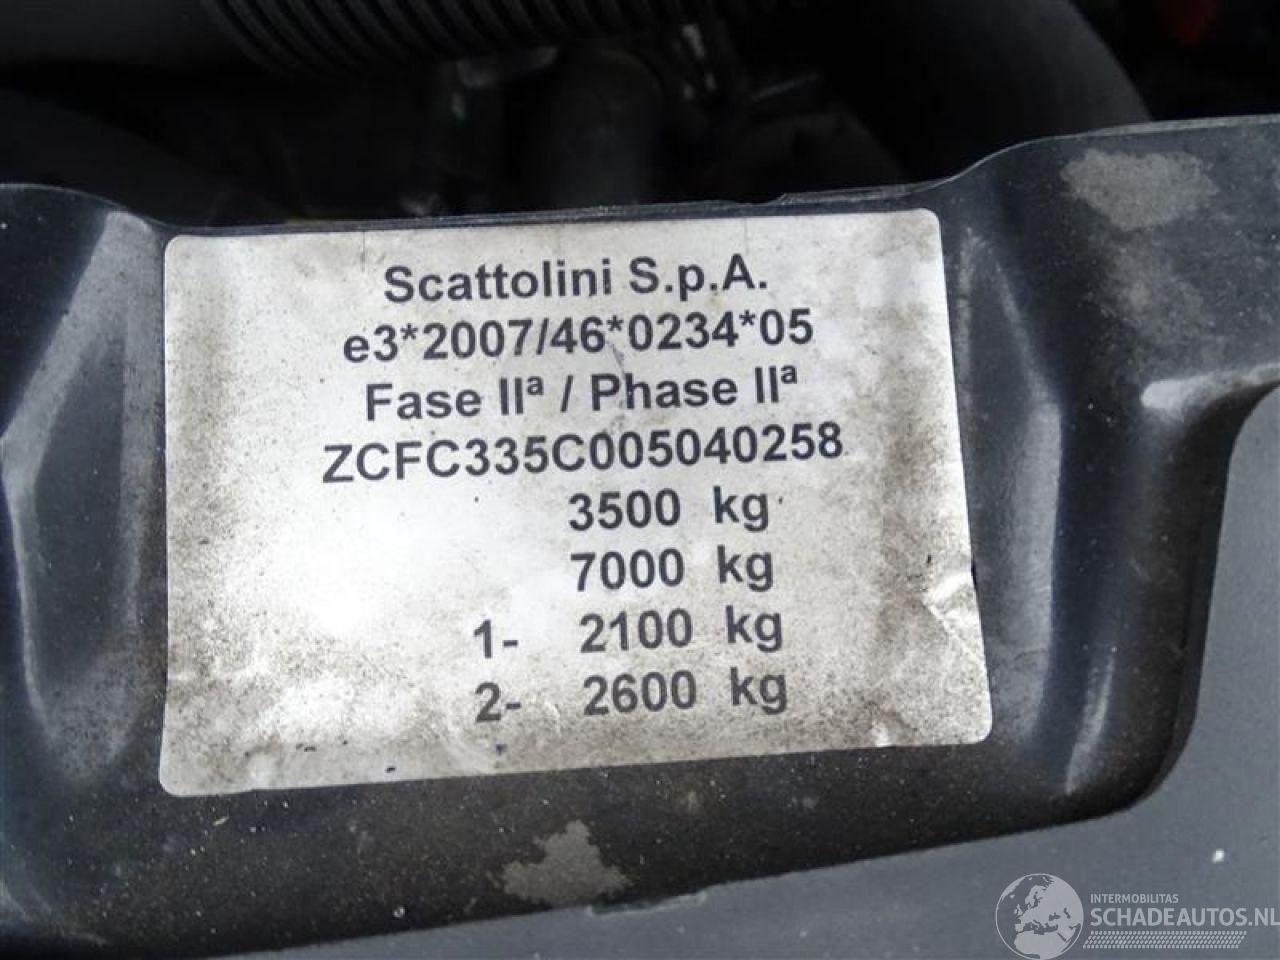 Scattolini S.p.A.
e3*2007/46*0234*05
Fase IIª / Phase IIª
ZCFC335C005040258
3500 kg
7000 kg
1- 2100 kg
2- 2600 kg
INTERMOBILITAS
SCHADEAUTOS.NL